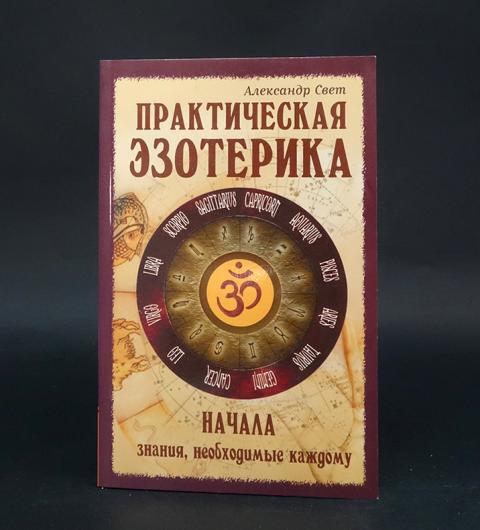 Александр Свет
ПРАКТИЧЕСКАЯ
ЭЗОТЕРИКА
SAGITTARIUS
CAPRICORN
AQUARIUS
PISCES
ARIES
TAURUS
GEMINI
CANCER
LEO
VIRGO
LIBRA
SCORPIO
ॐ
НАЧАЛА
знания, необходимые каждому